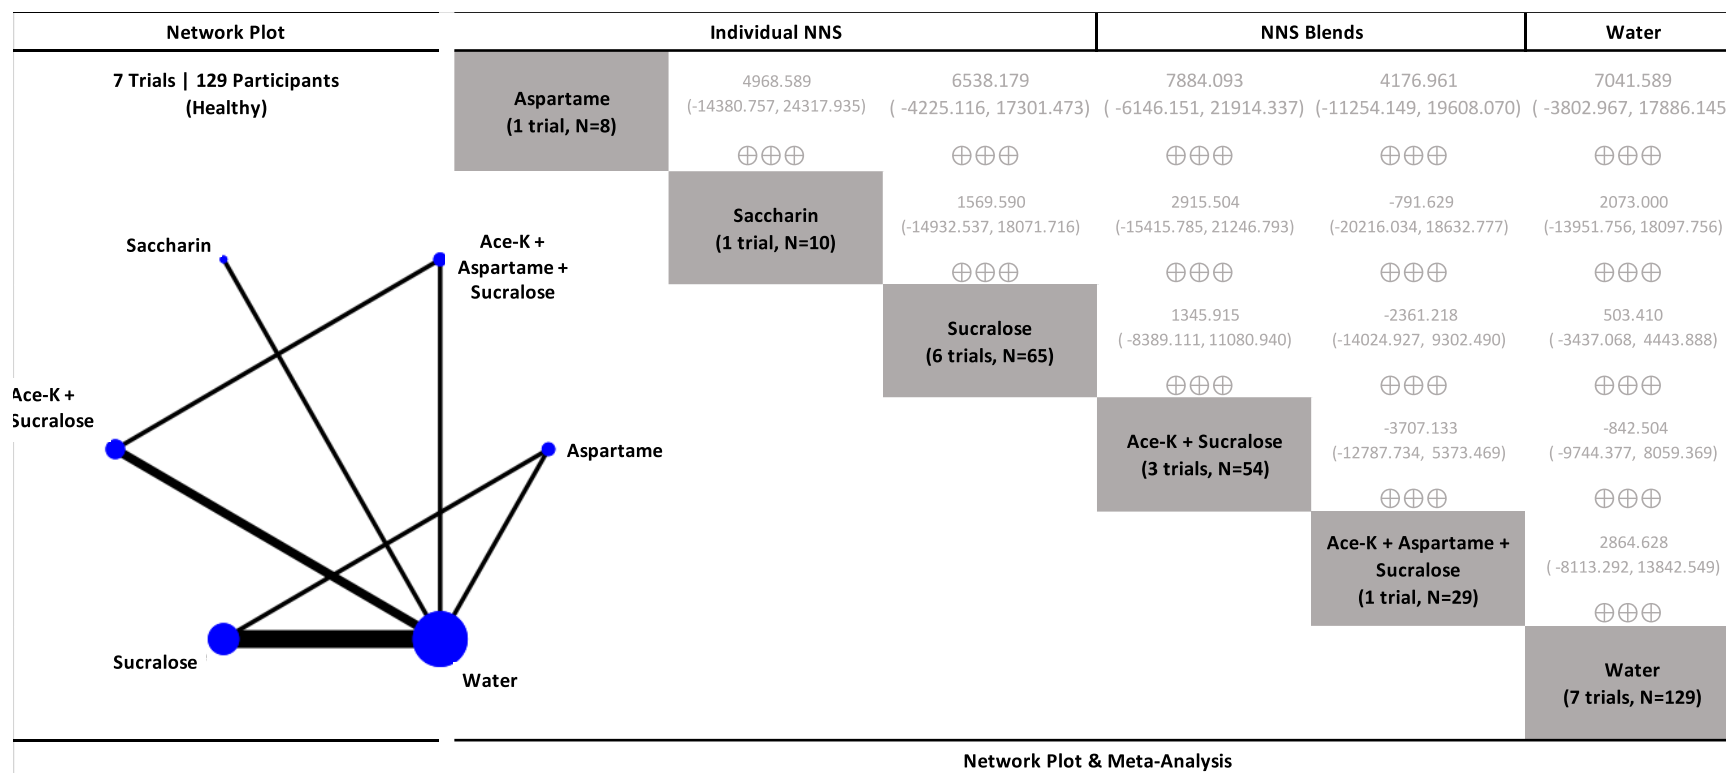 Network Plot
Individual NNS
NNS Blends
Water
7 Trials | 129 Participants
(Healthy)
Saccharin
Ace-K +
Aspartame +
Sucralose
Ace-K +
Sucralose
Aspartame
Sucralose
Water
Aspartame
(1 trial, N=8)
4968.589
(-14380.757, 24317.935)
⊕⊕⊕
6538.179
( -4225.116, 17301.473)
⊕⊕⊕
7884.093
( -6146.151, 21914.337)
⊕⊕⊕
4176.961
(-11254.149, 19608.070)
⊕⊕⊕
7041.589
( -3802.967, 17886.145
⊕⊕⊕
Saccharin
(1 trial, N=10)
1569.590
(-14932.537, 18071.716)
⊕⊕⊕
2915.504
(-15415.785, 21246.793)
⊕⊕⊕
-791.629
(-20216.034, 18632.777)
⊕⊕⊕
2073.000
(-13951.756, 18097.756)
⊕⊕⊕
Sucralose
(6 trials, N=65)
1345.915
( -8389.111, 11080.940)
⊕⊕⊕
-2361.218
(-14024.927, 9302.490)
⊕⊕⊕
503.410
( -3437.068, 4443.888)
⊕⊕⊕
Ace-K + Sucralose
(3 trials, N=54)
-3707.133
(-12787.734, 5373.469)
⊕⊕⊕
-842.504
( -9744.377, 8059.369)
⊕⊕⊕
Ace-K + Aspartame +
Sucralose
(1 trial, N=29)
2864.628
( -8113.292, 13842.549)
⊕⊕⊕
Water
(7 trials, N=129)
Network Plot & Meta-Analysis